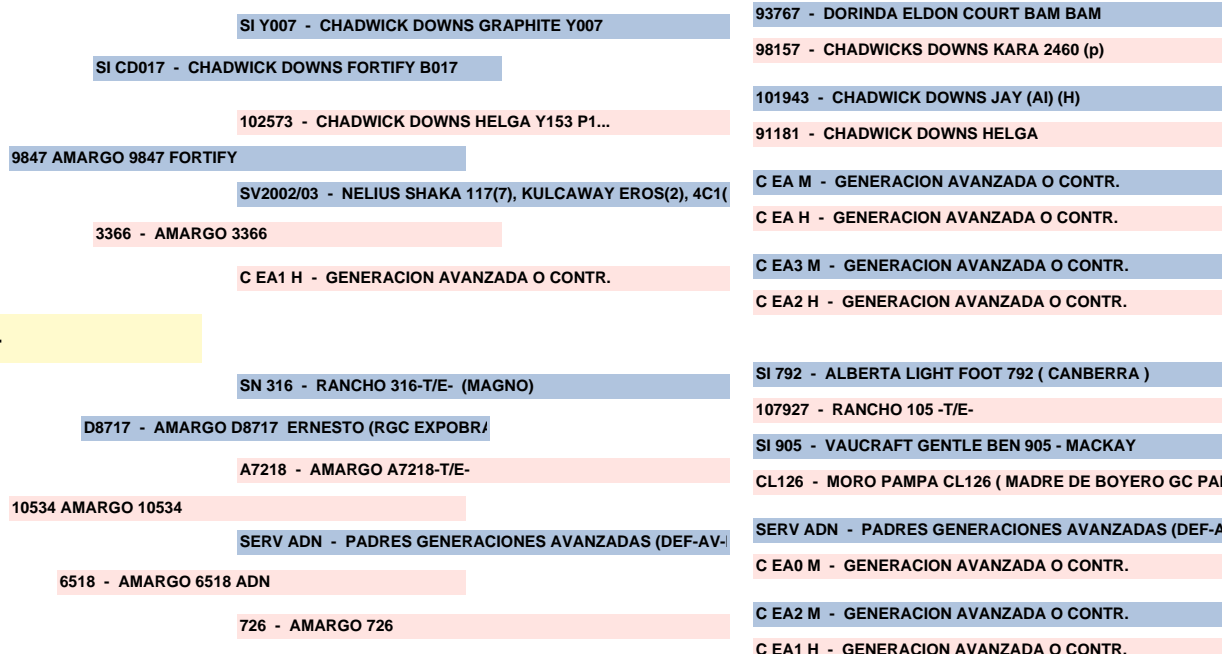 93767 - DORINDA ELDON COURT BAM BAM
SI Y007 - CHADWICK DOWNS GRAPHITE Y007
98157 - CHADWICKS DOWNS KARA 2460 (p)
SI CD017 - CHADWICK DOWNS FORTIFY B017
101943 - CHADWICK DOWNS JAY (AI) (H)
102573 - CHADWICK DOWNS HELGA Y153 P1...
91181 - CHADWICK DOWNS HELGA
9847 AMARGO 9847 FORTIFY
C EA M - GENERACION AVANZADA O CONTR.
SV2002/03 - NELIUS SHAKA 117(7), KULCAWAY EROS(2), 4C1(
C EA H - GENERACION AVANZADA O CONTR.
3366 - AMARGO 3366
C EA3 M - GENERACION AVANZADA O CONTR.
C EA1 H - GENERACION AVANZADA O CONTR.
C EA2 H - GENERACION AVANZADA O CONTR.
SI 792 - ALBERTA LIGHT FOOT 792 ( CANBERRA )
SN 316 - RANCHO 316-T/E- (MAGNO)
107927 - RANCHO 105 -T/E-
D8717 - AMARGO D8717 ERNESTO (RGC EXPOBRA
SI 905 - VAUCRAFT GENTLE BEN 905 - MACKAY
A7218 - AMARGO A7218-T/E-
CL126 - MORO PAMPA CL126 ( MADRE DE BOYERO GC
10534 AMARGO 10534
SERV ADN - PADRES GENERACIONES AVANZADAS (DEF-A
SERV ADN - PADRES GENERACIONES AVANZADAS (DEF-AV-
C EA0 M - GENERACION AVANZADA O CONTR.
6518 - AMARGO 6518 ADN
C EA2 M - GENERACION AVANZADA O CONTR.
726 - AMARGO 726
C EA1 H - GENERACION AVANZADA O CONTR.